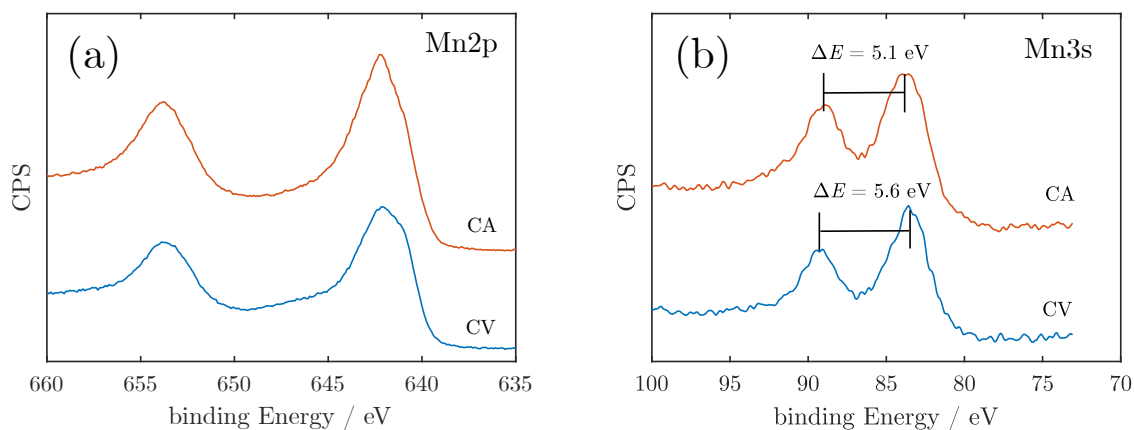 (a)
Mn2p
CPS
CA
CV
660
655
650
645
640
635
binding Energy / eV
(b)
ΔE = 5.1 eV
Mn3s
CPS
ΔE = 5.6 eV
CA
CV
100
95
90
85
80
75
70
binding Energy / eV